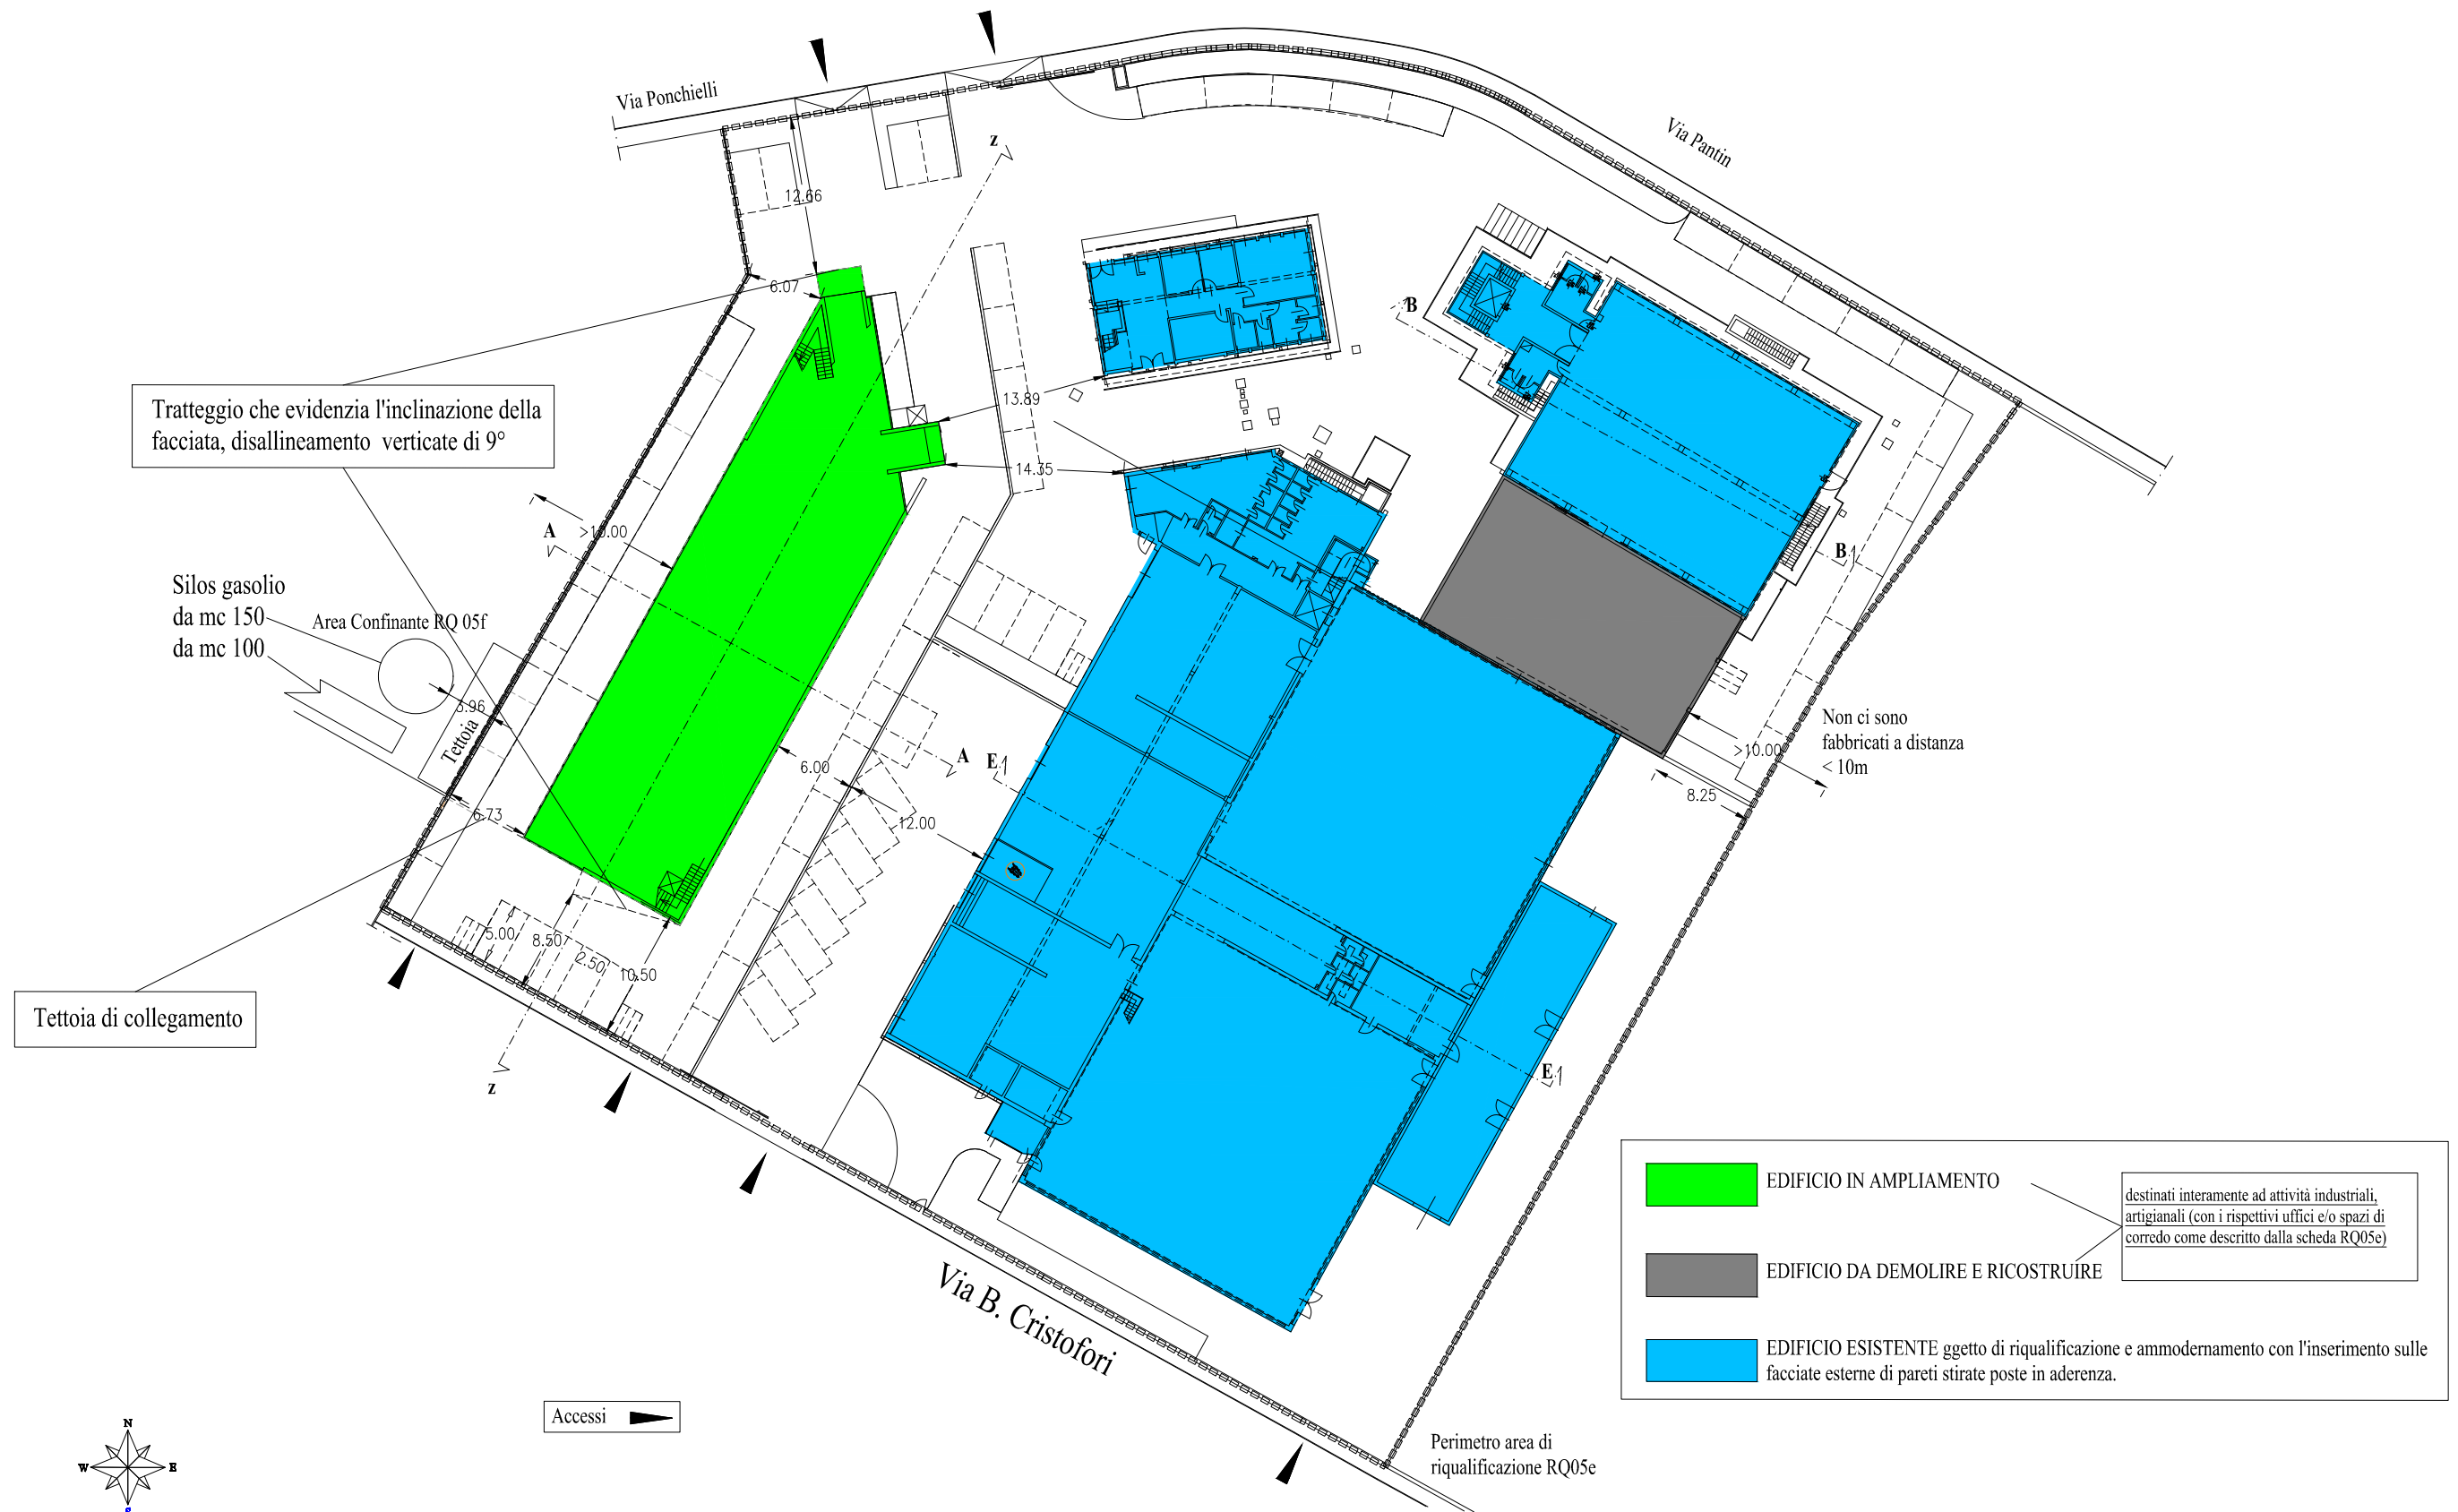 Via Ponchielli
Via Pantin
z
12.66
6.07
B
Tratteggio che evidenzia l'inclinazione della
facciata, disallineamento verticate di 9°
13.89
14.35
A
>10.00
B
Silos gasolio
da mc 150
da mc 100
Area Confinante RQ 05f
3.96
Tettoia
Non ci sono
fabbricati a distanza
< 10m
>10.00
8.25
A
E
6.00
12.00
6.73
5.00
8.50
2.50
10.50
Tettoia di collegamento
z
E
Via B. Cristofori
EDIFICIO IN AMPLIAMENTO
destinati interamente ad attività industriali,
artigianali (con i rispettivi uffici e/o spazi di
corredo come descritto dalla scheda RQ05e)
EDIFICIO DA DEMOLIRE E RICOSTRUIRE
EDIFICIO ESISTENTE ggetto di riqualificazione e ammodernamento con l'inserimento sulle
facciate esterne di pareti stirate poste in aderenza.
Accessi
Perimetro area di
riqualificazione RQ05e
N
W E
S